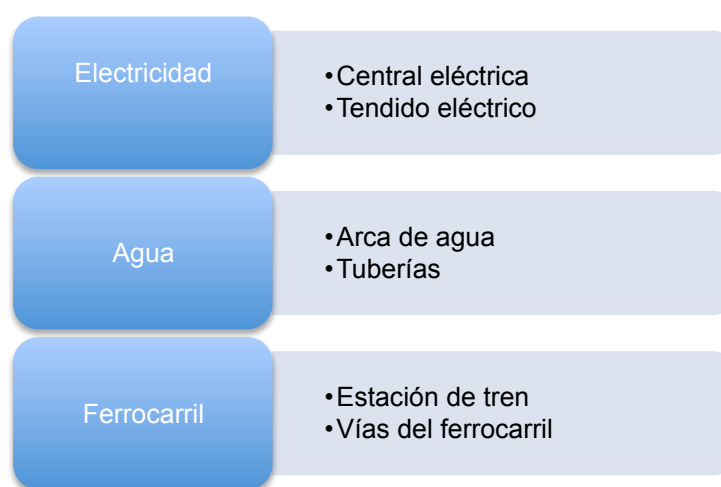 Electricidad
•Central eléctrica
•Tendido eléctrico
Agua
•Arca de agua
•Tuberías
Ferrocarril
•Estación de tren
•Vías del ferrocarril